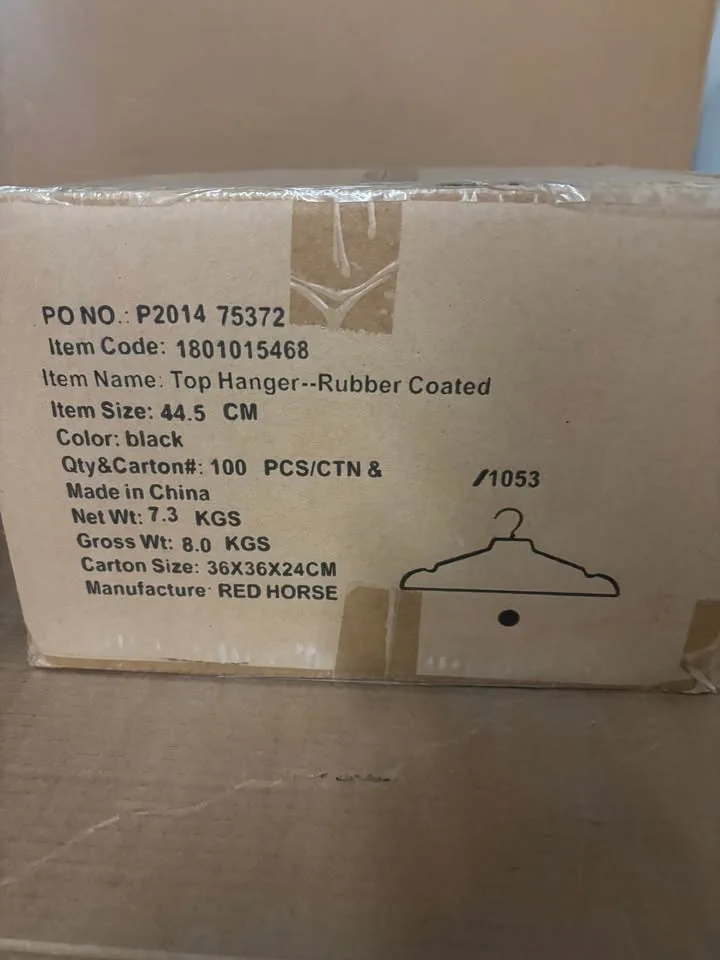 PO NO.: P2014 75372
Item Code: 1801015468
Item Name: Top Hanger--Rubber Coated
Item Size: 44.5 CM
Color: black
Qty&Carton#: 100 PCS/CTN & /1053
Made in China
Net Wt: 7.3 KGS
Gross Wt: 8.0 KGS
Carton Size: 36X36X24CM
Manufacture: RED HORSE